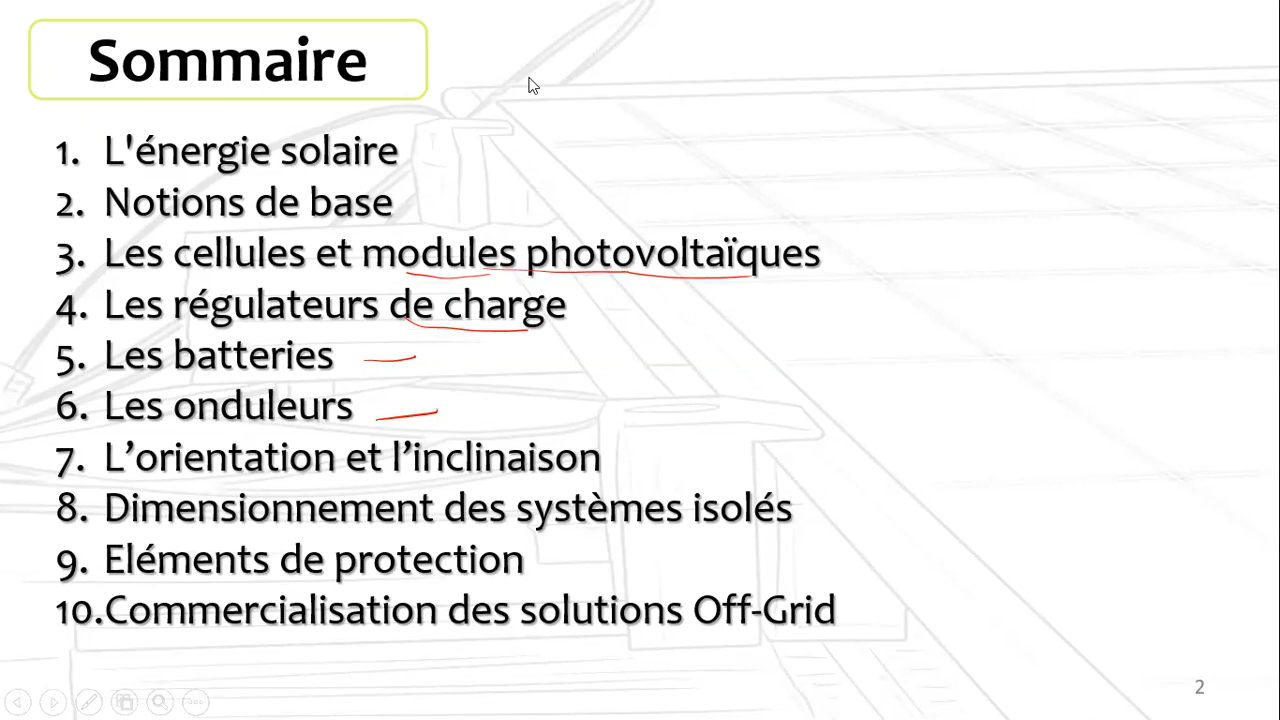 Sommaire
1. L'énergie solaire
2. Notions de base
3. Les cellules et modules photovoltaïques
4. Les régulateurs de charge
5. Les batteries
6. Les onduleurs
7. L’orientation et l’inclinaison
8. Dimensionnement des systèmes isolés
9. Eléments de protection
10.Commercialisation des solutions Off-Grid
2